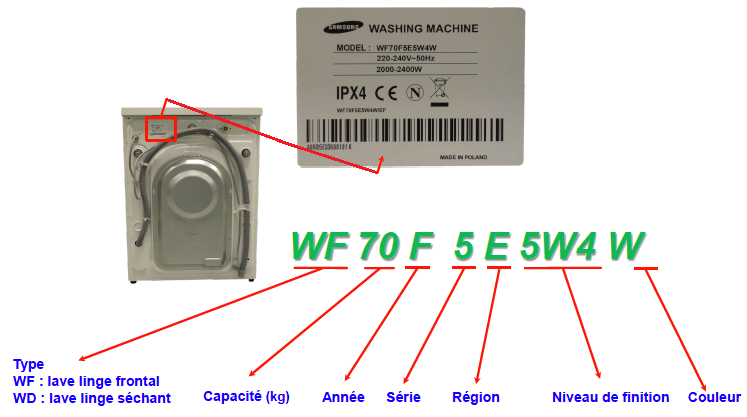 SAMSUNG WASHING MACHINE
MODEL : WF70F5E5W4W
220-240V~50Hz
2000-2400W
IPX4 CE N
WF70F5E5W4W/EF
MADE IN POLAND
WF 70 F 5 E 5W4 W
Type
WF : lave linge frontal
WD : lave linge séchant
Capacité (kg)
Année
Série
Région
Niveau de finition
Couleur